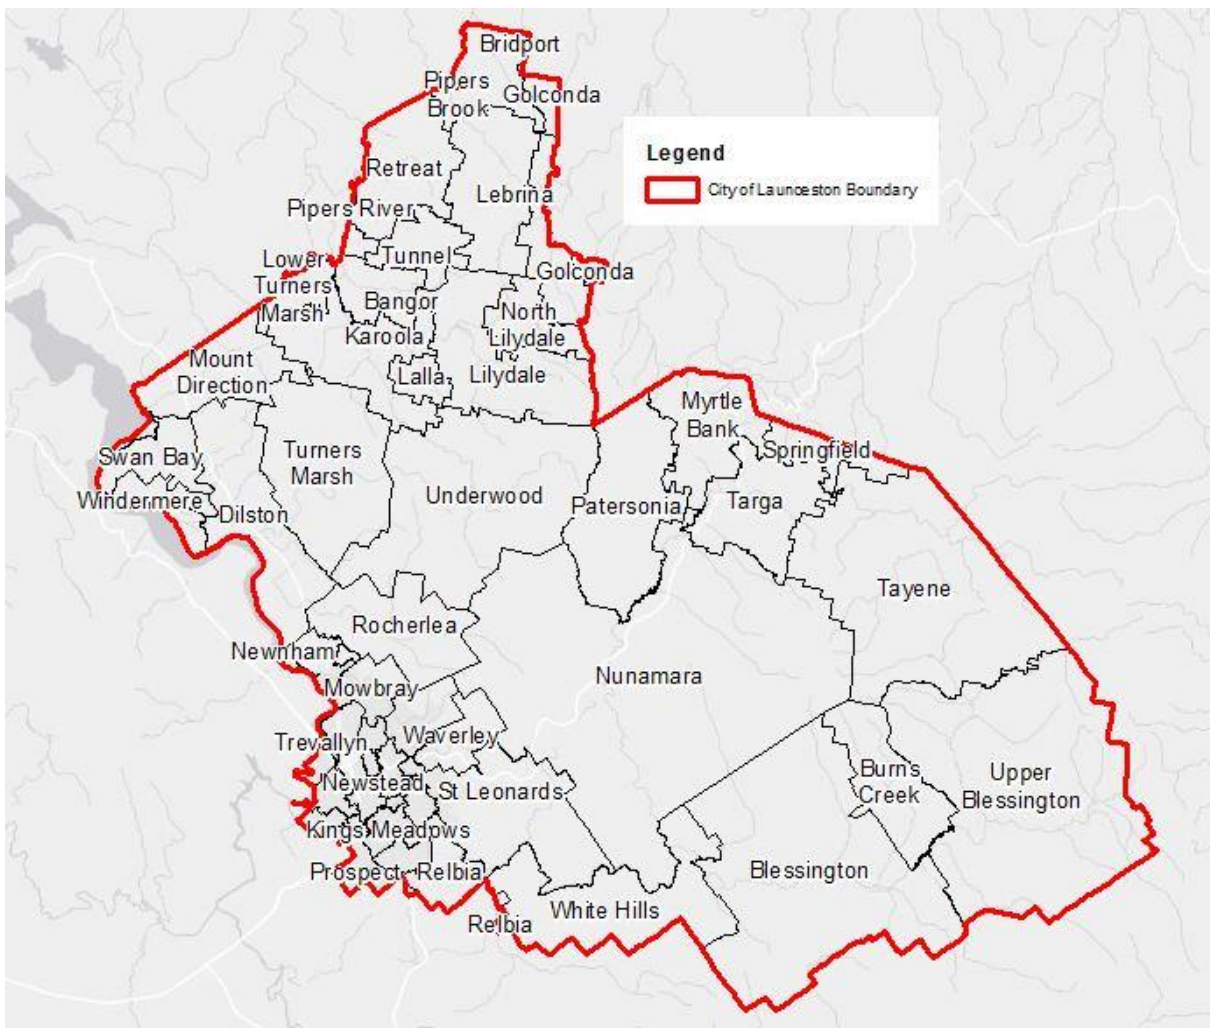 Bridport
Pipers
Brook
Golconda
Legend
City of Launceston Boundary
Retreat
Lebrina
Pipers River
Tunnel
Lower
Turners
Marsh
Golconda
Bangor
North
Lilydale
Karoola
Mount
Direction
Lalla
Lilydale
Myrtle
Bank
Springfield
Swan Bay
Turners
Marsh
Windermere
Dilston
Underwood
Patersonia
Targa
Tayene
Rocherlea
Newnham
Nunamara
Mowbray
Trevallyn
Waverley
Newstead
St Leonards
Burns
Creek
Upper
Blessington
Kings Meadows
Prospect
Relbia
Blessington
White Hills
Relbia